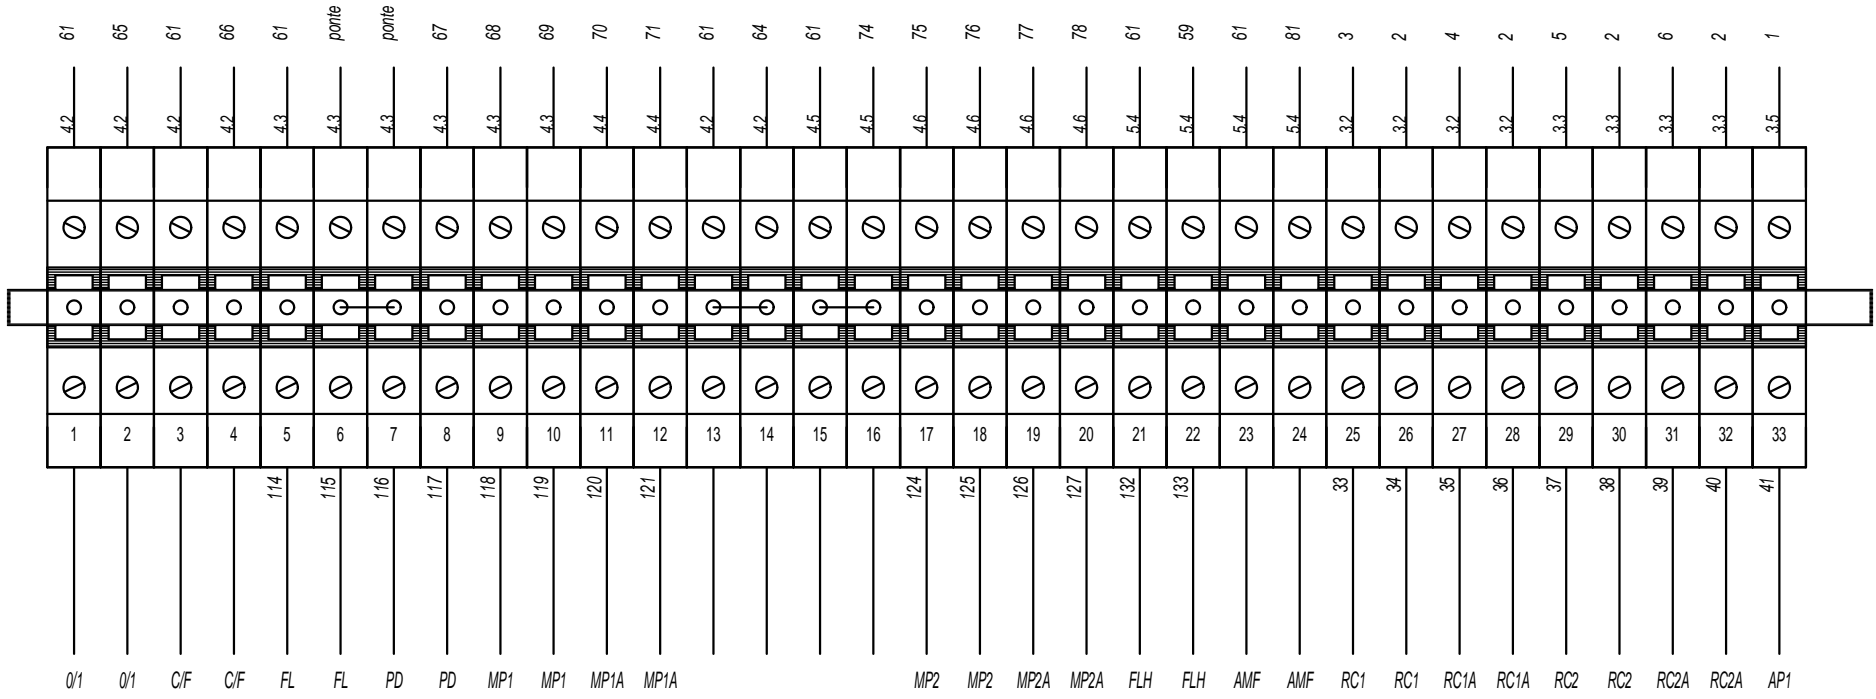 61 65 61 66 61 ponte ponte 67 68 69 70 71 61 64 61 74 75 76 77 78 61 59 61 81 3 2 4 2 5 2 6 2 1
4.2 4.2 4.2 4.2 4.3 4.3 4.3 4.3 4.3 4.3 4.4 4.4 4.2 4.2 4.5 4.5 4.6 4.6 4.6 4.6 5.4 5.4 5.4 5.4 3.2 3.2 3.2 3.2 3.3 3.3 3.3 3.3 3.5
1 2 3 4 5 6 7 8 9 10 11 12 13 14 15 16 17 18 19 20 21 22 23 24 25 26 27 28 29 30 31 32 33
114 115 116 117 118 119 120 121 124 125 126 127 132 133 33 34 35 36 37 38 39 40 41
0/1 0/1 C/F C/F FL FL PD PD MP1 MP1 MP1A MP1A MP2 MP2 MP2A MP2A FLH FLH AMF AMF RC1 RC1 RC1A RC1A RC2 RC2 RC2A RC2A AP1